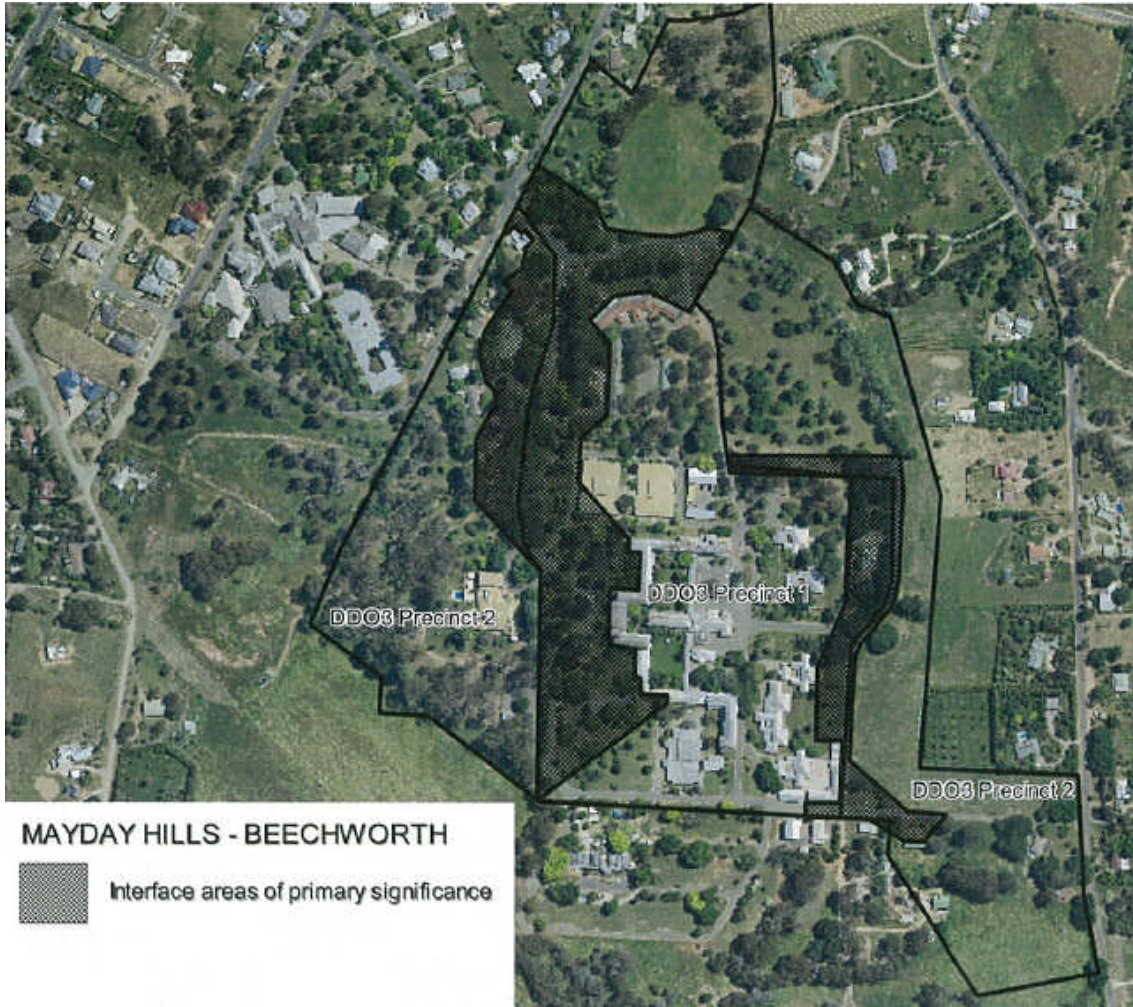 DDO3 Precinct 1
DDO3 Precinct 2
DDO3 Precinct 2
MAYDAY HILLS - BEECHWORTH
Interface areas of primary significance